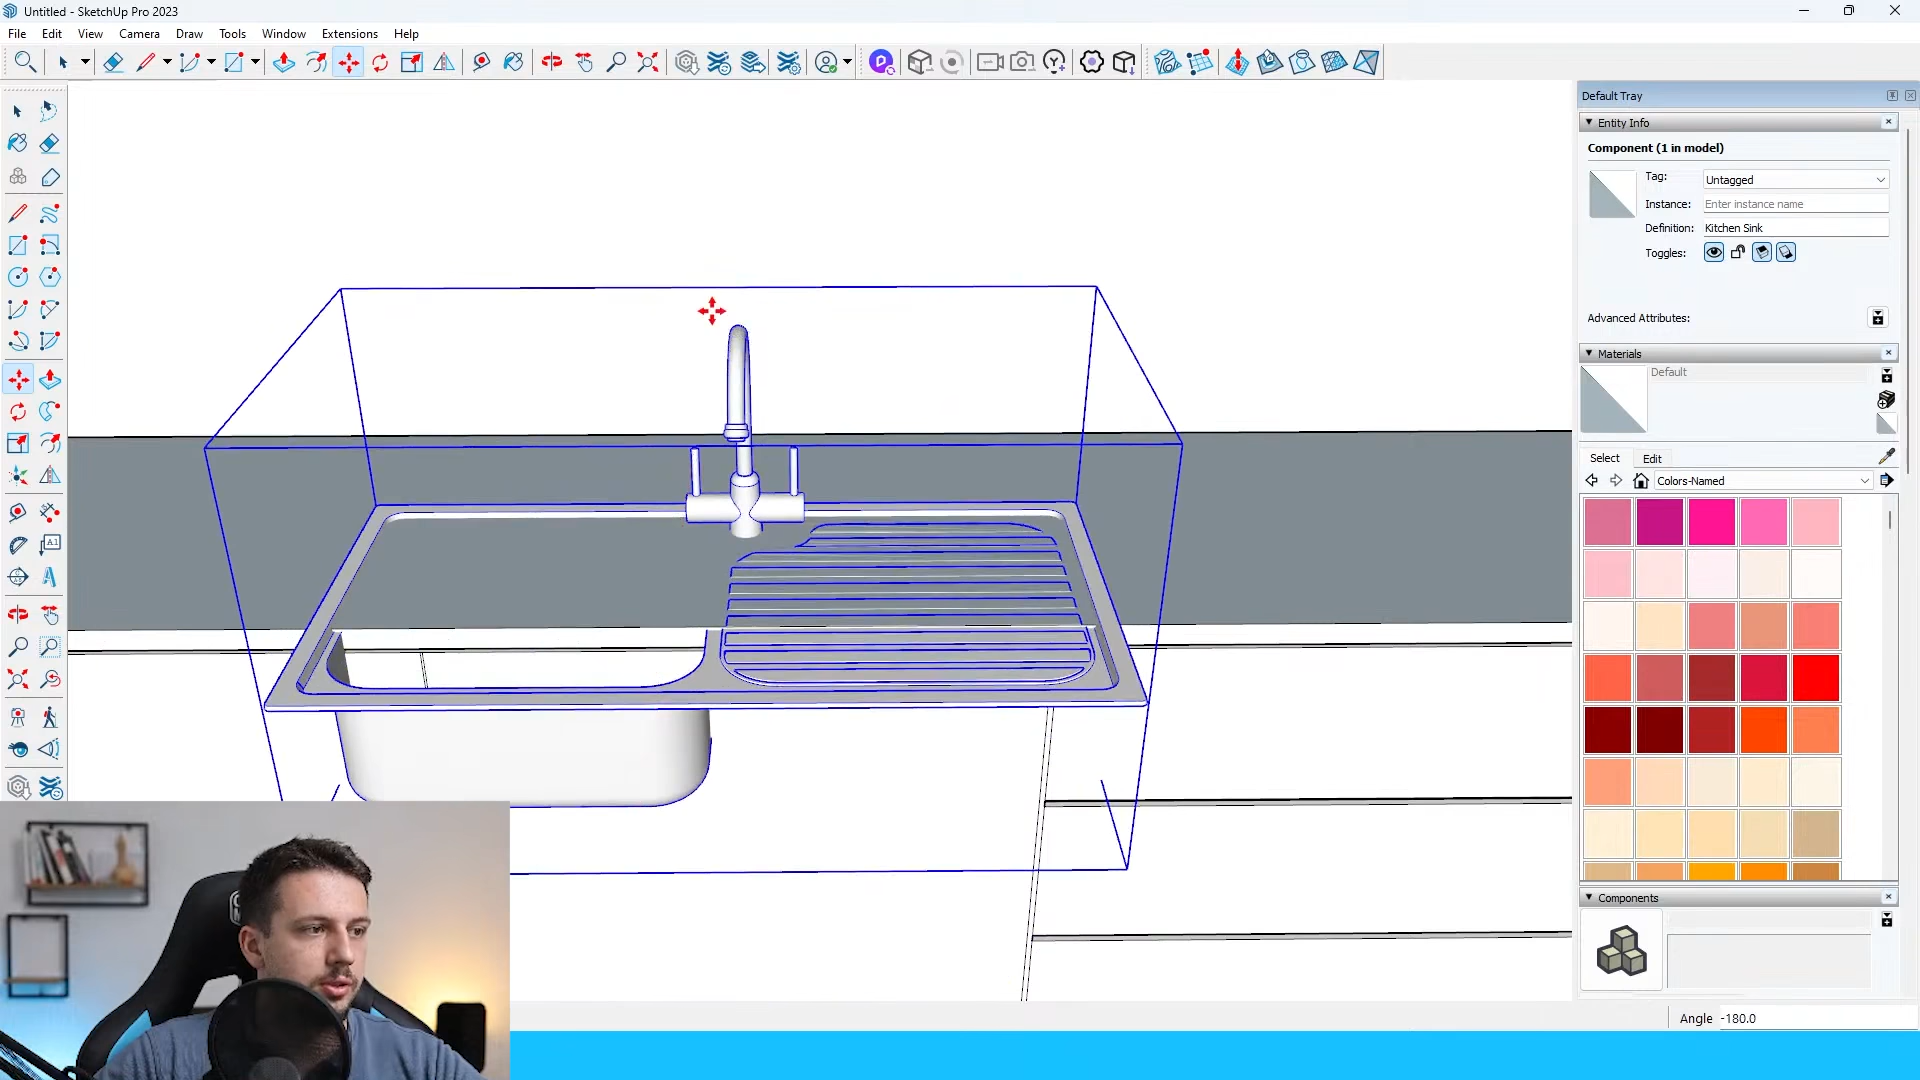 Untitled - SketchUp Pro 2023
File Edit View Camera Draw Tools Window Extensions Help
Default Tray
Entity Info
Component (1 in model)
Tag: Untagged
Instance: Enter instance name
Definition: Kitchen Sink
Toggles:
Advanced Attributes:
Materials
Default
Select Edit
Colors-Named
Components
Angle -180.0